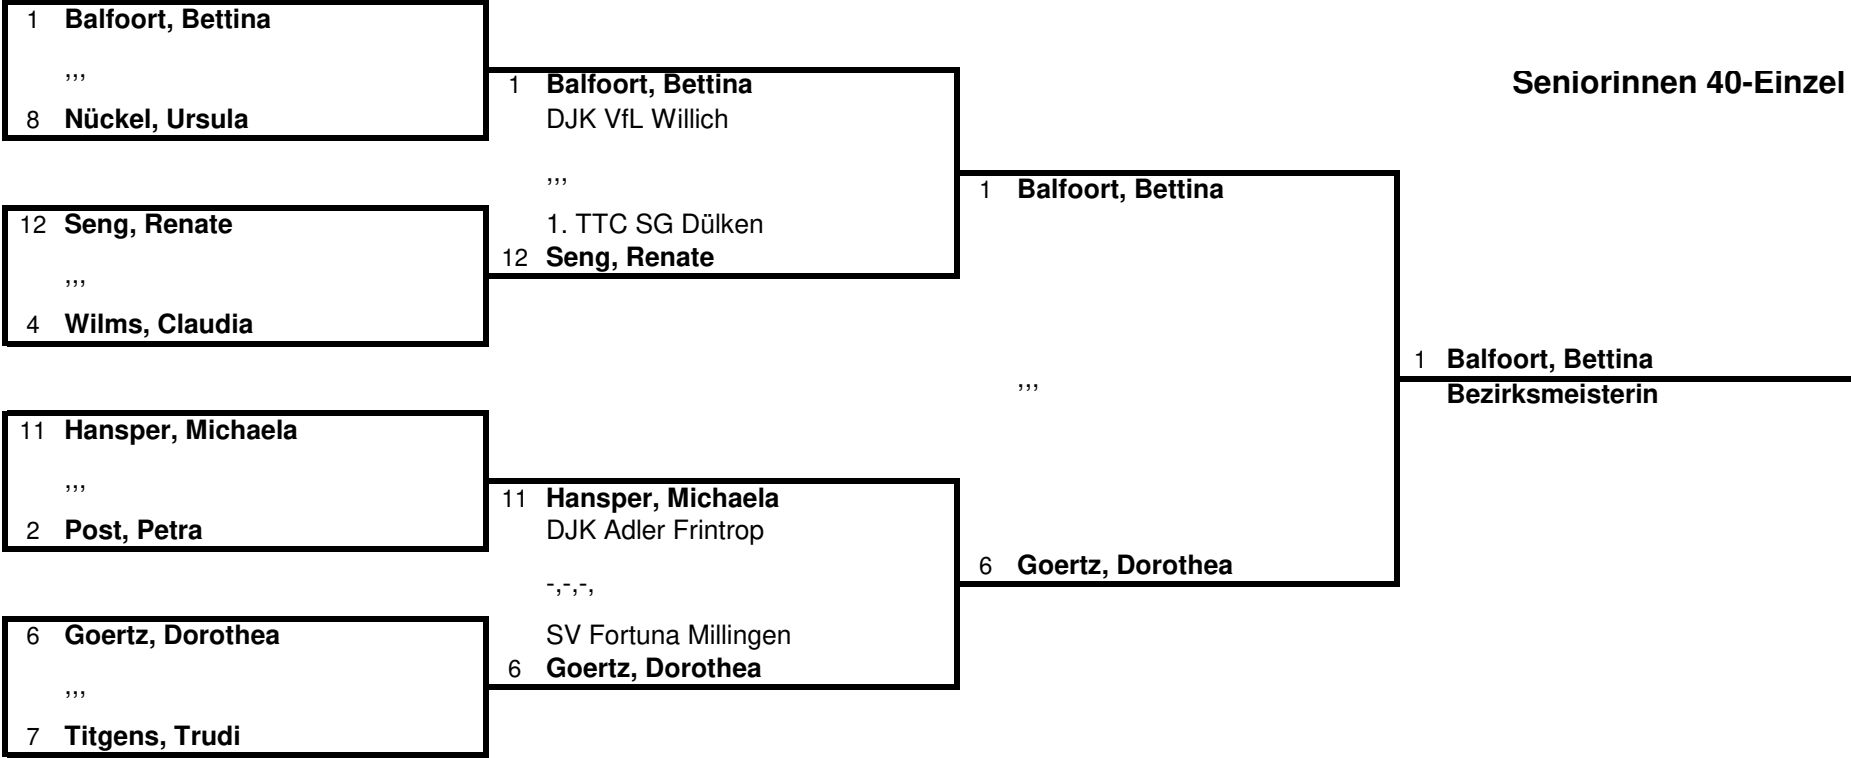 Seniorinnen 40-Einzel
1 Balfoort, Bettina
,,,
8 Nückel, Ursula
12 Seng, Renate
,,,
4 Wilms, Claudia
11 Hansper, Michaela
,,,
2 Post, Petra
6 Goertz, Dorothea
,,,
7 Titgens, Trudi
1 Balfoort, Bettina
DJK VfL Willich
,,,
1. TTC SG Dülken
12 Seng, Renate
11 Hansper, Michaela
DJK Adler Frintrop
-,-,-,
SV Fortuna Millingen
6 Goertz, Dorothea
1 Balfoort, Bettina
,,,
6 Goertz, Dorothea
1 Balfoort, Bettina
Bezirksmeisterin